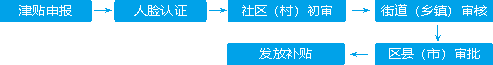 津贴申报
人脸认证
社区（村）初审
街道（乡镇）审核
区县（市）审批
发放补贴